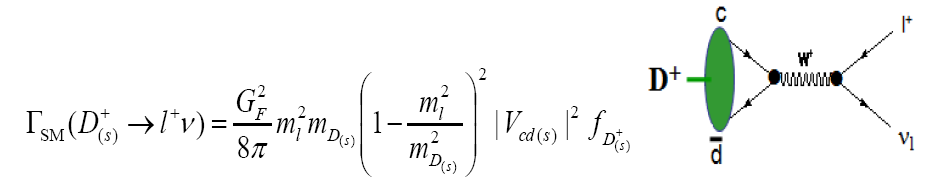 Γ_SM(D⁺_(s) → l⁺ν) = G_F²/8π m_l² m_D(s) (1 − m_l²/m²_D(s))² |V_cd(s)|² f_D⁺(s)
c
D⁺
W⁺
l⁺
d̄
ν_l